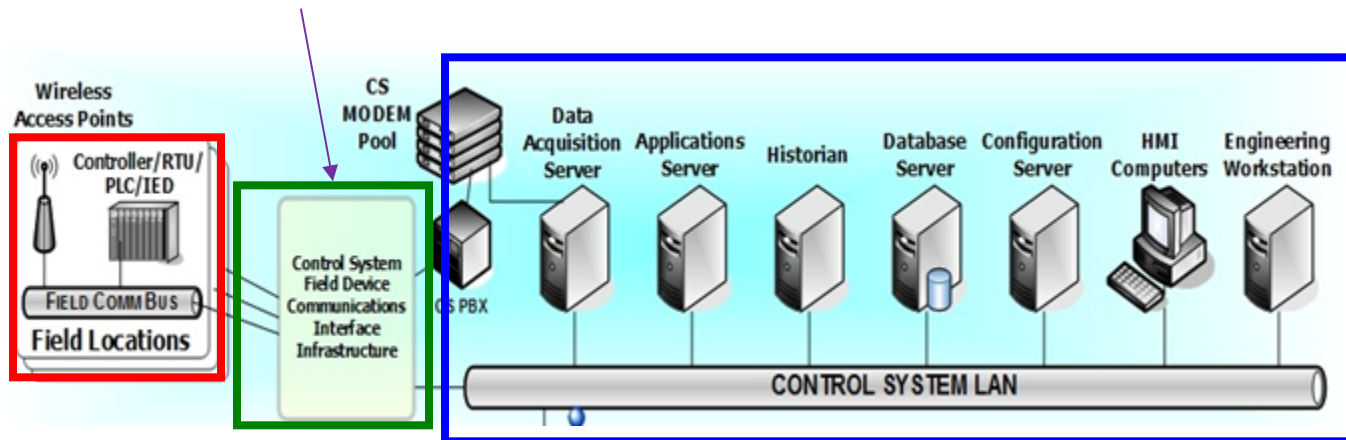 Wireless
Access Points
Controller/RTU/
PLC/IED
FIELD COMM BUS
Field Locations
Control System
Field Device
Communications
Interface
Infrastructure
CS
MODEM
Pool
CS PBX
Data
Acquisition
Server
Applications
Server
Historian
Database
Server
Configuration
Server
HMI
Computers
Engineering
Workstation
CONTROL SYSTEM LAN